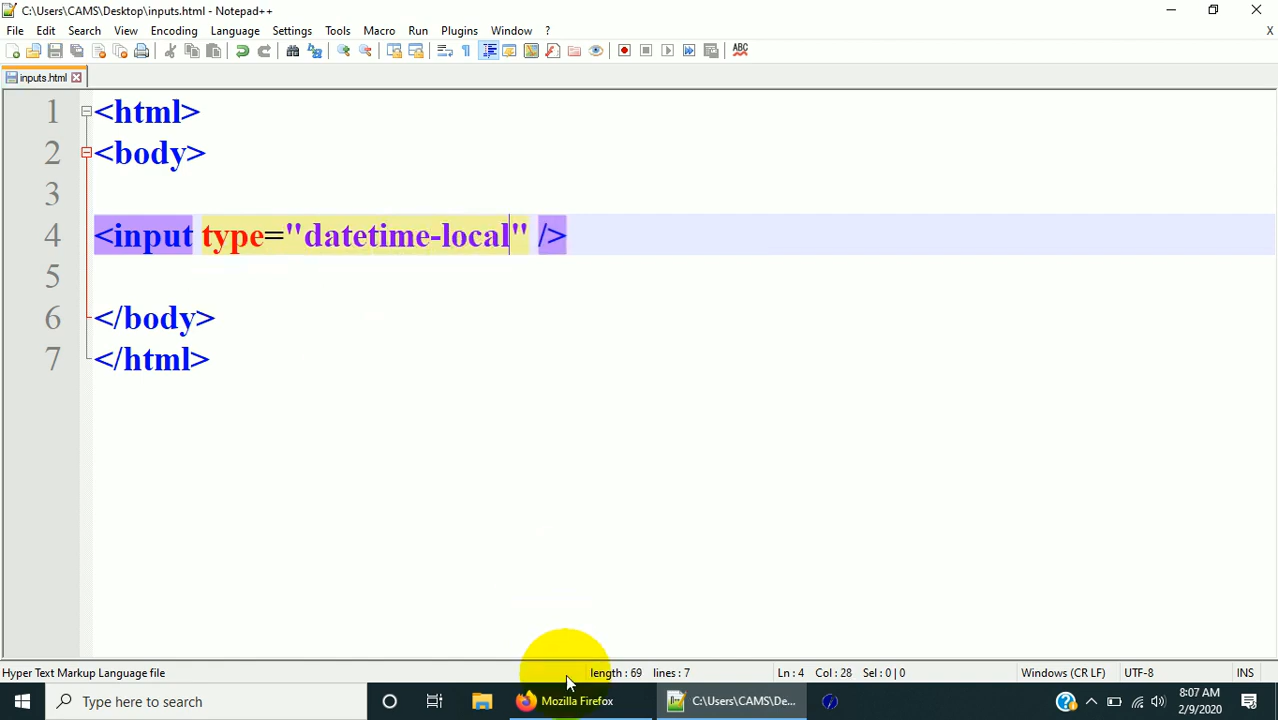 C:\Users\CAMS\Desktop\inputs.html - Notepad++
File Edit Search View Encoding Language Settings Tools Macro Run Plugins Window ? X
ABC
inputs.html
1 <html>
2 <body>
3
4 <input type="datetime-local" />
5
6 </body>
7 </html>
Hyper Text Markup Language file length : 69 lines : 7 Ln : 4 Col : 28 Sel : 0 | 0 Windows (CR LF) UTF-8 INS
Type here to search Mozilla Firefox C:\Users\CAMS\De... 8:07 AM
2/9/2020